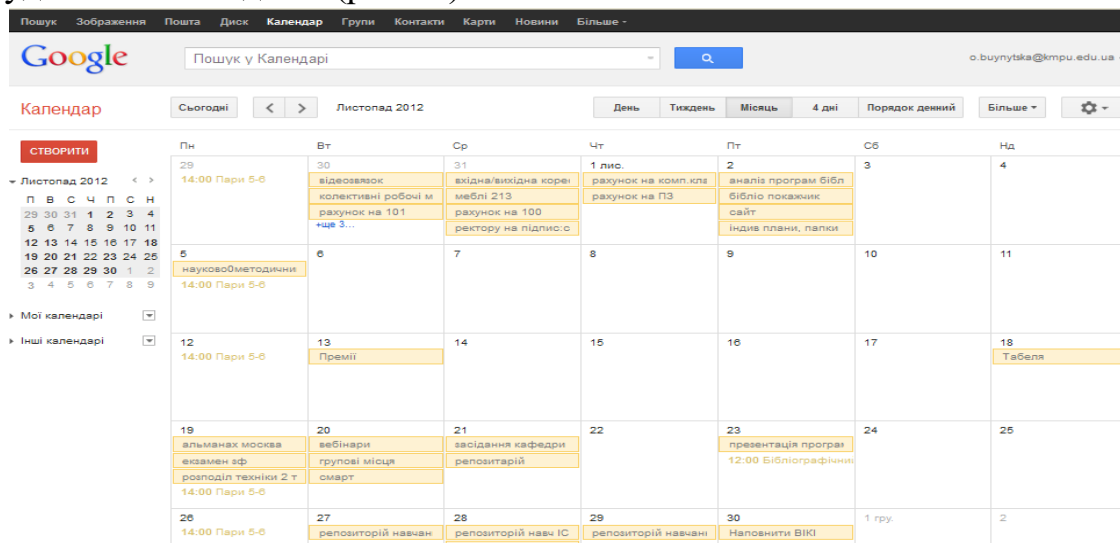 Пошук Зображення Пошта Диск Календар Групи Контакти Карти Новини Більше
Google Пошук у Календарі o.buynytska@kmpu.edu.ua
Календар Сьогодні < > Листопад 2012 День Тиждень Місяць 4 дні Порядок денний Більше
СТВОРИТИ
Листопад 2012 < >
П В С Ч П С Н
29 30 31 1 2 3 4
5 6 7 8 9 10 11
12 13 14 15 16 17 18
19 20 21 22 23 24 25
26 27 28 29 30 1 2
3 4 5 6 7 8 9
Мої календарі
Інші календарі
Пн Вт Ср Чт Пт Сб Нд
29 30 31 1 лис. 2 3 4
14:00 Пари 5-6 відеозвязок вхідна/вихідна корес рахунок на комп.кла аналіз програм бібл
колективні робочі м меблі 213 рахунок на ПЗ бібліо покажчик
рахунок на 101 рахунок на 100 сайт
+ще 3... ректору на підпис:с індив плани, папки
5 6 7 8 9 10 11
науково0методични
14:00 Пари 5-6
12 13 14 15 16 17 18
14:00 Пари 5-6 Премії Табеля
19 20 21 22 23 24 25
альманах москва вебінари засідання кафедри презентація програм
екзамен зф групові місця репозитарій 12:00 Бібліографічни
розподіл техніки 2 т смарт
14:00 Пари 5-6
26 27 28 29 30 1 гру. 2
14:00 Пари 5-6 репозиторій навчан репозиторій навч ІС репозиторій навчанн Наповнити ВІКІ